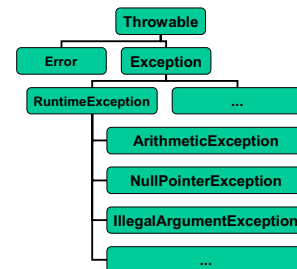 Throwable
Error
Exception
RuntimeException
...
ArithmeticException
NullPointerException
IllegalArgumentException
...